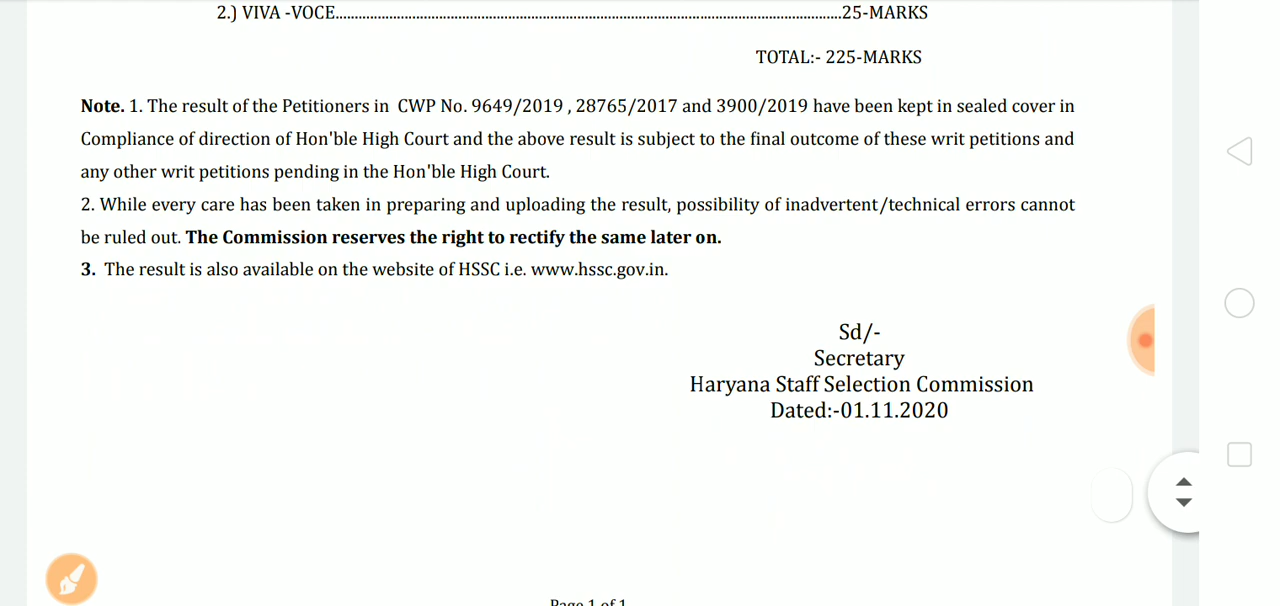 2.) VIVA -VOCE......................................................................................................................................25-MARKS
TOTAL:- 225-MARKS
Note. 1. The result of the Petitioners in CWP No. 9649/2019 , 28765/2017 and 3900/2019 have been kept in sealed cover in
Compliance of direction of Hon'ble High Court and the above result is subject to the final outcome of these writ petitions and
any other writ petitions pending in the Hon'ble High Court.
2. While every care has been taken in preparing and uploading the result, possibility of inadvertent/technical errors cannot
be ruled out. The Commission reserves the right to rectify the same later on.
3. The result is also available on the website of HSSC i.e. www.hssc.gov.in.
Sd/-
Secretary
Haryana Staff Selection Commission
Dated:-01.11.2020
Page 1 of 1